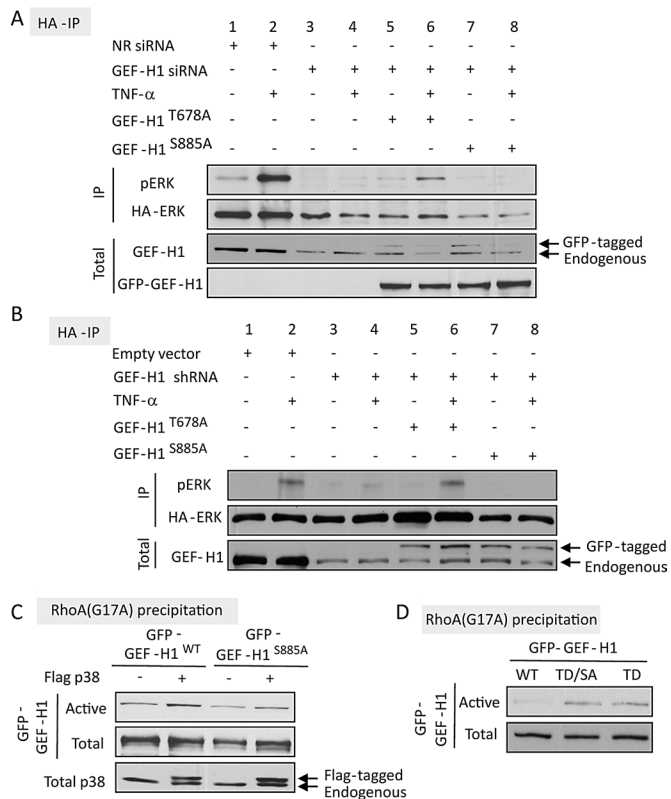 A
HA -IP
1 2 3 4 5 6 7 8
NR siRNA + + - - - - - -
GEF-H1 siRNA - - + + + + + +
TNF-α - + - + - + - +
GEF-H1 T678A - - - - + + - -
GEF-H1 S885A - - - - - - + +
IP
pERK
HA-ERK
Total
GEF-H1
GFP-tagged
Endogenous
GFP-GEF-H1
B
HA -IP
1 2 3 4 5 6 7 8
Empty vector + + - - - - - -
GEF-H1 shRNA - - + + + + + +
TNF-α - + - + - + - +
GEF-H1 T678A - - - - + + - -
GEF-H1 S885A - - - - - - + +
IP
pERK
HA-ERK
Total
GEF-H1
GFP-tagged
Endogenous
C
RhoA(G17A) precipitation
GFP - GEF -H1 WT
GFP - GEF -H1 S885A
Flag p38 - + - +
GFP - GEF -H1
Active
Total
Total p38
Flag-tagged
Endogenous
D
RhoA(G17A) precipitation
GFP- GEF - H1
WT TD/SA TD
GFP - GEF -H1
Active
Total